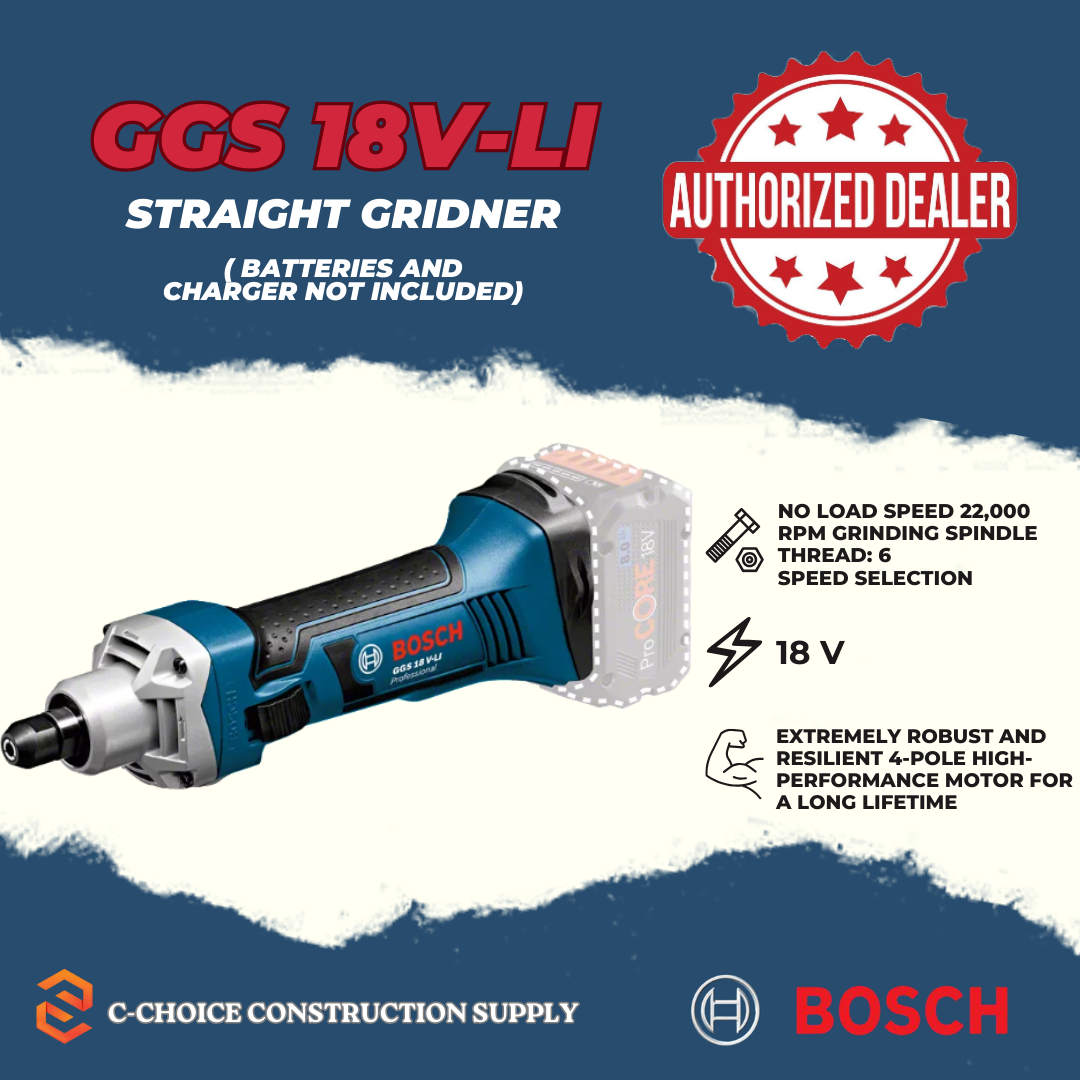 GGS 18V-LI
STRAIGHT GRIDNER
( BATTERIES AND
CHARGER NOT INCLUDED)
AUTHORIZED DEALER
NO LOAD SPEED 22,000
RPM GRINDING SPINDLE
THREAD: 6
SPEED SELECTION
18 V
EXTREMELY ROBUST AND
RESILIENT 4-POLE HIGH-
PERFORMANCE MOTOR FOR
A LONG LIFETIME
BOSCH
GGS 18 V-LI
Professional
ProCORE18V
8.0
BOSCH
C-CHOICE CONSTRUCTION SUPPLY
BOSCH